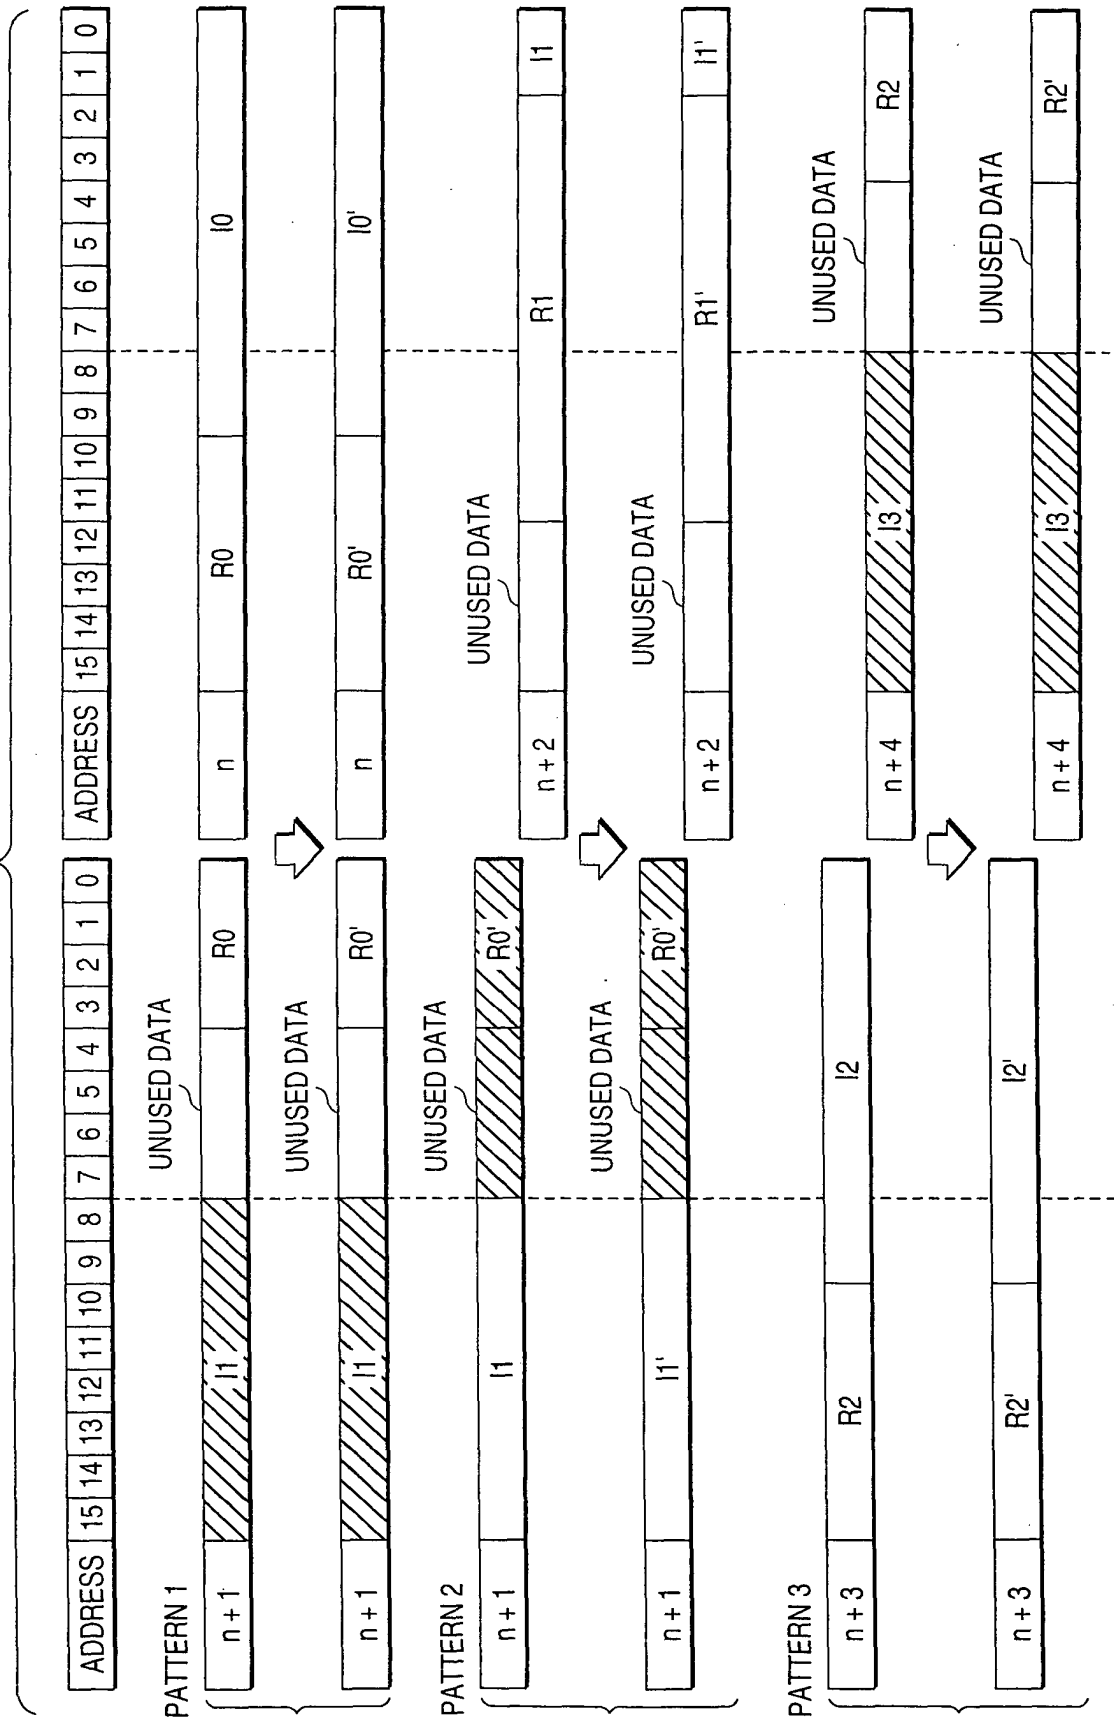 ADDRESS 15 14 13 12 11 10 9 8 7 6 5 4 3 2 1 0 ADDRESS 15 14 13 12 11 10 9 8 7 6 5 4 3 2 1 0
PATTERN 1
UNUSED DATA
n + 1 I1 R0 n R0 I0
UNUSED DATA
n + 1 I1 R0' n R0' I0'
PATTERN 2
UNUSED DATA UNUSED DATA
n + 1 I1 R0' n + 2 R1 I1
UNUSED DATA UNUSED DATA
n + 1 I1' R0' n + 2 R1' I1'
PATTERN 3
UNUSED DATA
n + 3 R2 I2 n + 4 I3 R2
UNUSED DATA
n + 3 R2' I2' n + 4 I3 R2'